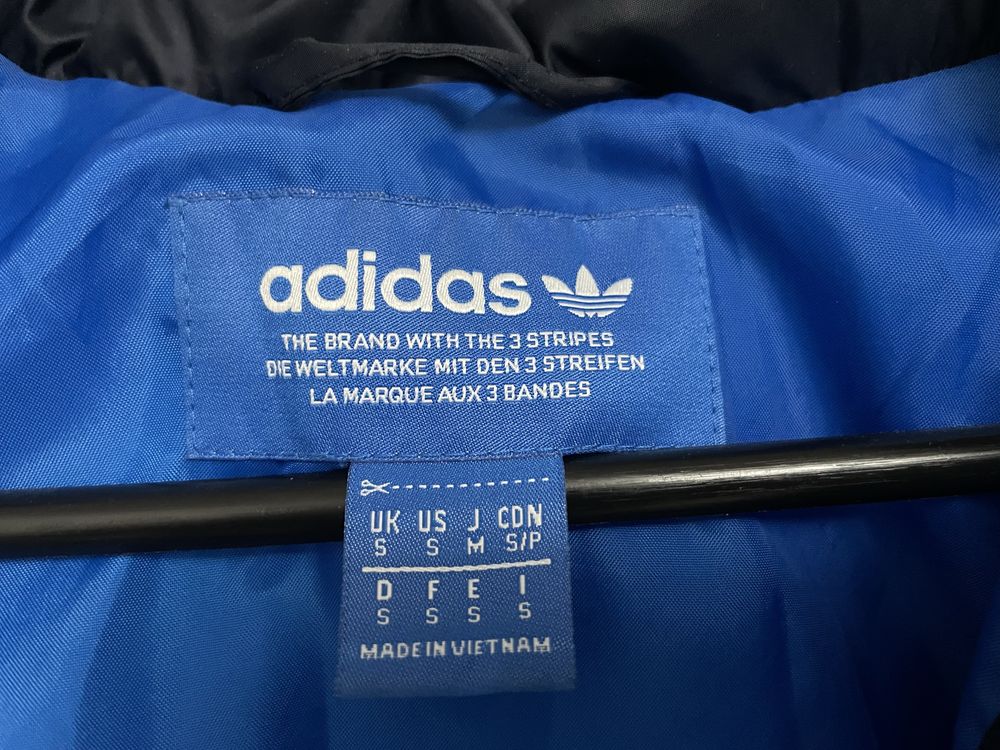 adidas
THE BRAND WITH THE 3 STRIPES
DIE WELTMARKE MIT DEN 3 STREIFEN
LA MARQUE AUX 3 BANDES
UK US J CDN
S S M S/P
D F E I
S S S S
MADE IN VIETNAM